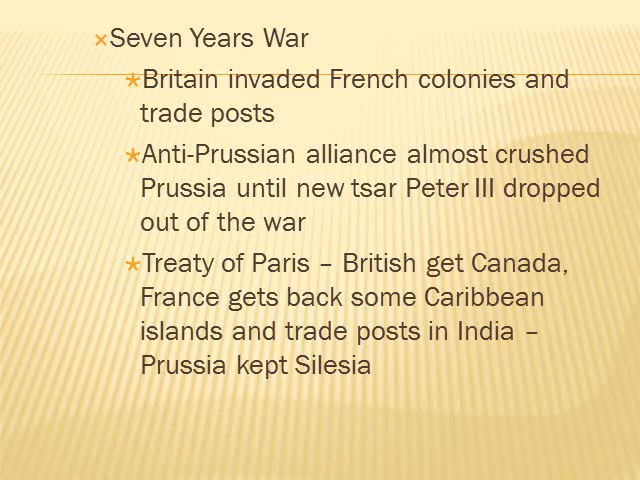 Seven Years War
Britain invaded French colonies and
trade posts
Anti-Prussian alliance almost crushed
Prussia until new tsar Peter III dropped
out of the war
Treaty of Paris – British get Canada,
France gets back some Caribbean
islands and trade posts in India –
Prussia kept Silesia